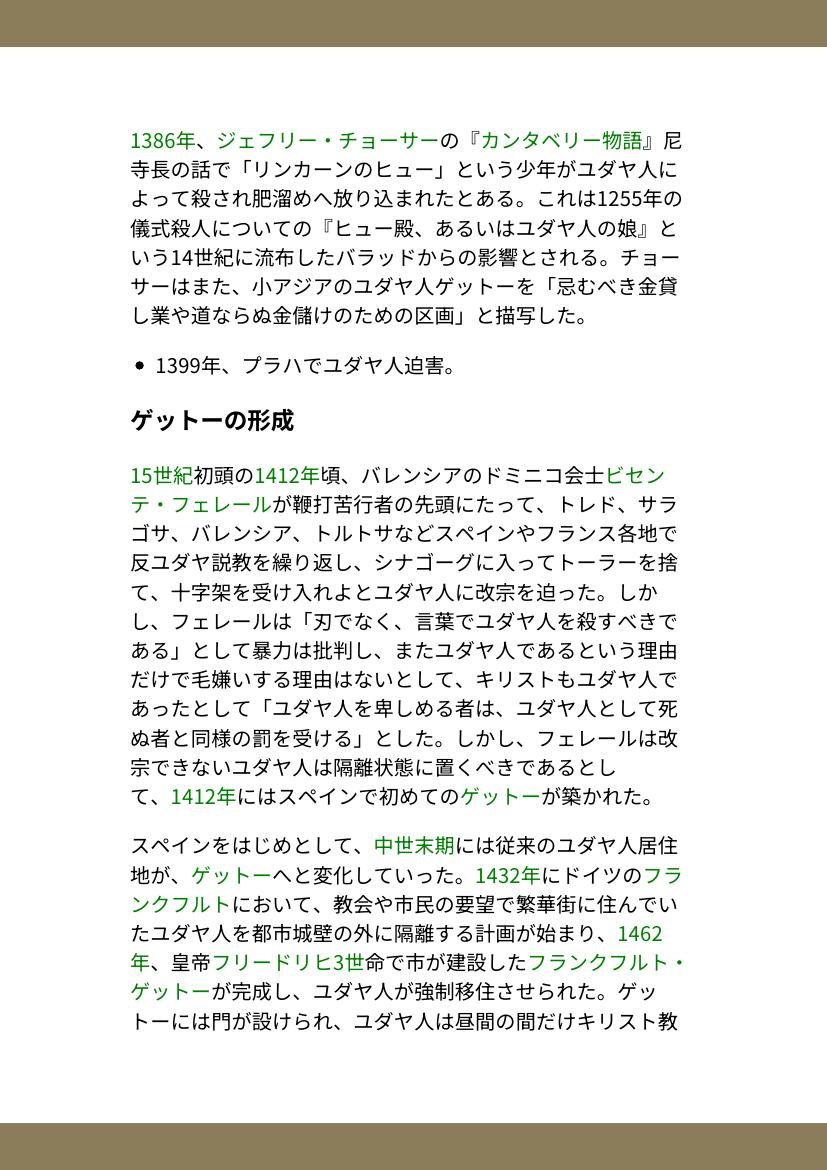 1386年、ジェフリー・チョーサーの『カンタベリー物語』尼
寺長の話で「リンカーンのヒュー」という少年がユダヤ人に
よって殺され肥溜めへ放り込まれたとある。これは1255年の
儀式殺人についての『ヒュー殿、あるいはユダヤ人の娘』と
いう14世紀に流布したバラッドからの影響とされる。チョー
サーはまた、小アジアのユダヤ人ゲットーを「忌むべき金貸
し業や道ならぬ金儲けのための区画」と描写した。
• 1399年、プラハでユダヤ人迫害。
ゲットーの形成
15世紀初頭の1412年頃、バレンシアのドミニコ会士ビセン
テ・フェレールが鞭打苦行者の先頭にたって、トレド、サラ
ゴサ、バレンシア、トルトサなどスペインやフランス各地で
反ユダヤ説教を繰り返し、シナゴーグに入ってトーラーを捨
て、十字架を受け入れよとユダヤ人に改宗を迫った。しか
し、フェレールは「刃でなく、言葉でユダヤ人を殺すべきで
ある」として暴力は批判し、またユダヤ人であるという理由
だけで毛嫌いする理由はないとして、キリストもユダヤ人で
あったとして「ユダヤ人を卑しめる者は、ユダヤ人として死
ぬ者と同様の罰を受ける」とした。しかし、フェレールは改
宗できないユダヤ人は隔離状態に置くべきであるとし
て、1412年にはスペインで初めてのゲットーが築かれた。
スペインをはじめとして、中世末期には従来のユダヤ人居住
地が、ゲットーへと変化していった。1432年にドイツのフラ
ンクフルトにおいて、教会や市民の要望で繁華街に住んでい
たユダヤ人を都市城壁の外に隔離する計画が始まり、1462
年、皇帝フリードリヒ3世命で市が建設したフランクフルト・
ゲットーが完成し、ユダヤ人が強制移住させられた。ゲッ
トーには門が設けられ、ユダヤ人は昼間の間だけキリスト教